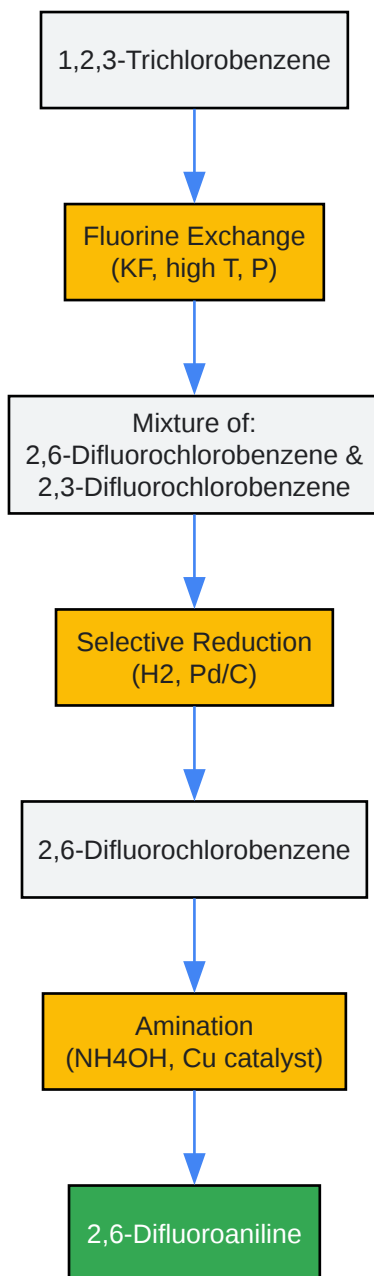 1,2,3-Trichlorobenzene
Fluorine Exchange
(KF, high T, P)
Mixture of:
2,6-Difluorochlorobenzene &
2,3-Difluorochlorobenzene
Selective Reduction
(H2, Pd/C)
2,6-Difluorochlorobenzene
Amination
(NH4OH, Cu catalyst)
2,6-Difluoroaniline